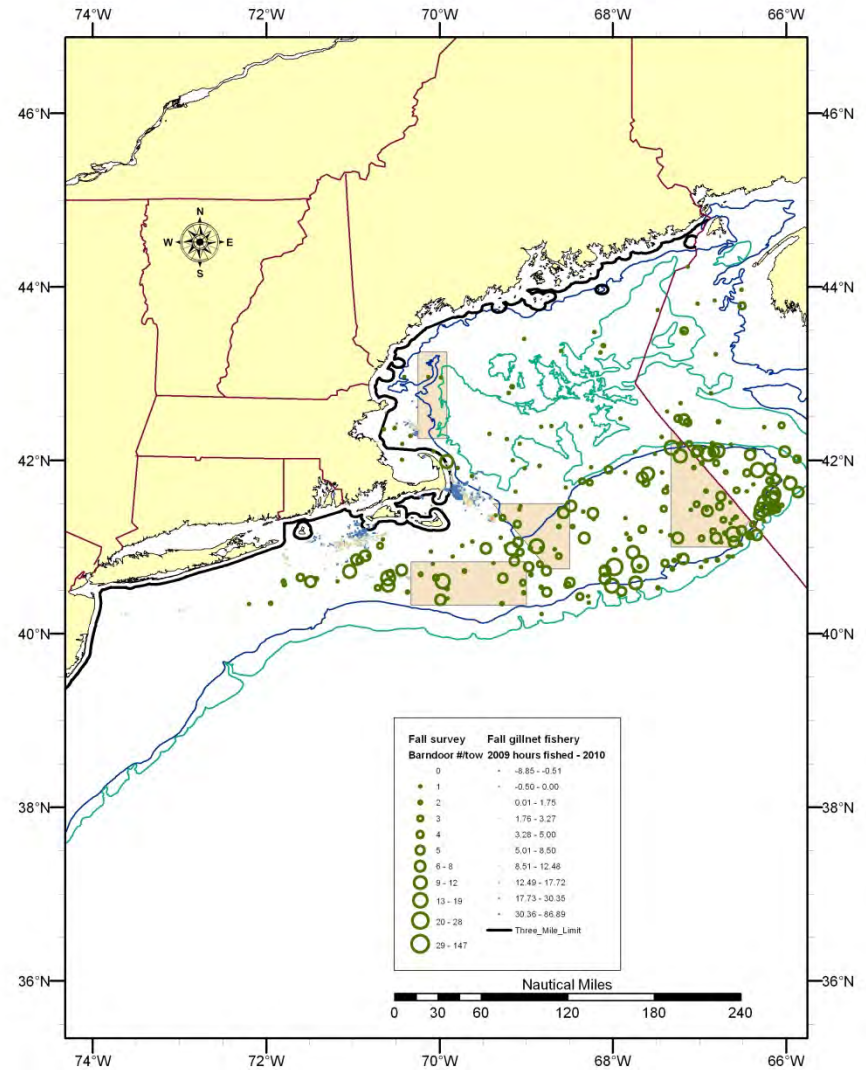 74°W 72°W 70°W 68°W 66°W
46°N 46°N
N
W E
S
44°N 44°N
42°N 42°N
40°N 40°N
38°N 38°N
36°N 36°N
Fall survey Fall gillnet fishery
Barndoor #/tow 2009 hours fished - 2010
0 -8.85 - -0.51
1 -0.50 - 0.00
2 0.01 - 1.75
3 1.76 - 3.27
4 3.28 - 5.00
5 5.01 - 8.50
6 - 8 8.51 - 12.48
9 - 12 12.49 - 17.72
13 - 19 17.73 - 30.35
20 - 28 30.36 - 86.89
29 - 147 Three_Mile_Limit
Nautical Miles
0 30 60 120 180 240
74°W 72°W 70°W 68°W 66°W